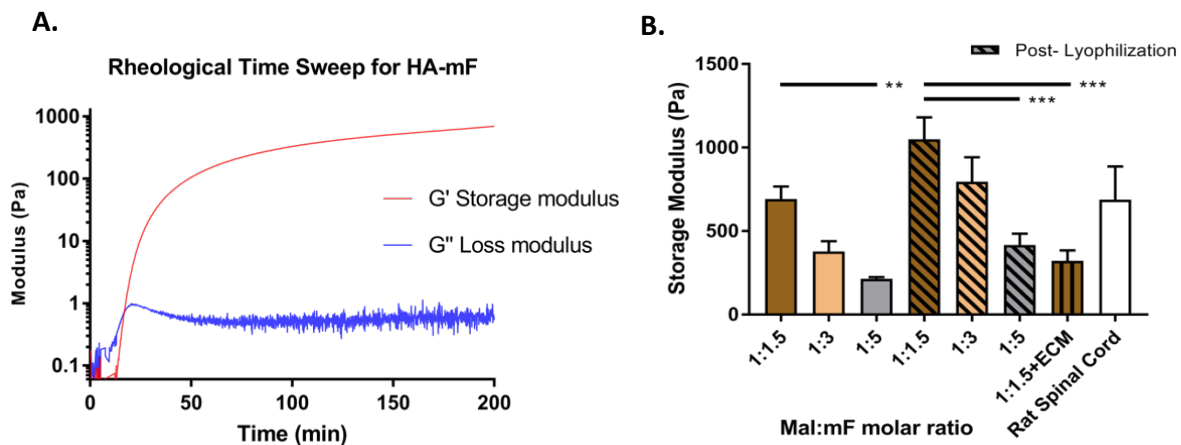 A.
Rheological Time Sweep for HA-mF
Modulus (Pa)
1000
100
10
1
0.1
0
50
100
150
200
Time (min)
G' Storage modulus
G'' Loss modulus
B.
Post- Lyophilization
Storage Modulus (Pa)
1500
1000
500
0
**
***
***
1:1.5
1:3
1:5
1:1.5
1:3
1:5
1:1.5+ECM
Rat Spinal Cord
Mal:mF molar ratio